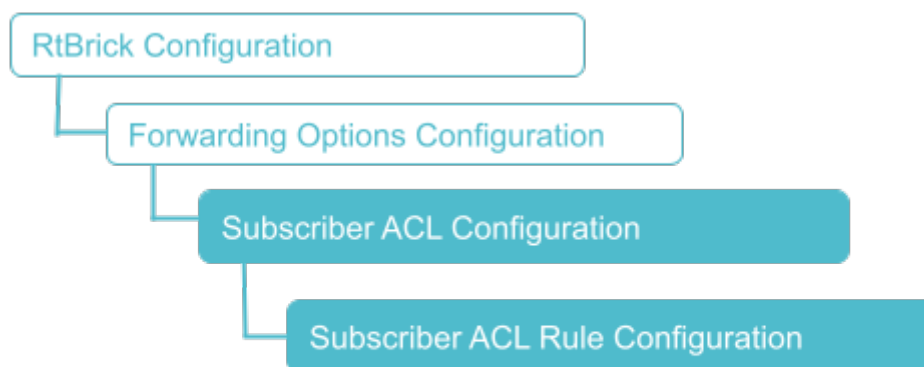 RtBrick Configuration
Forwarding Options Configuration
Subscriber ACL Configuration
Subscriber ACL Rule Configuration